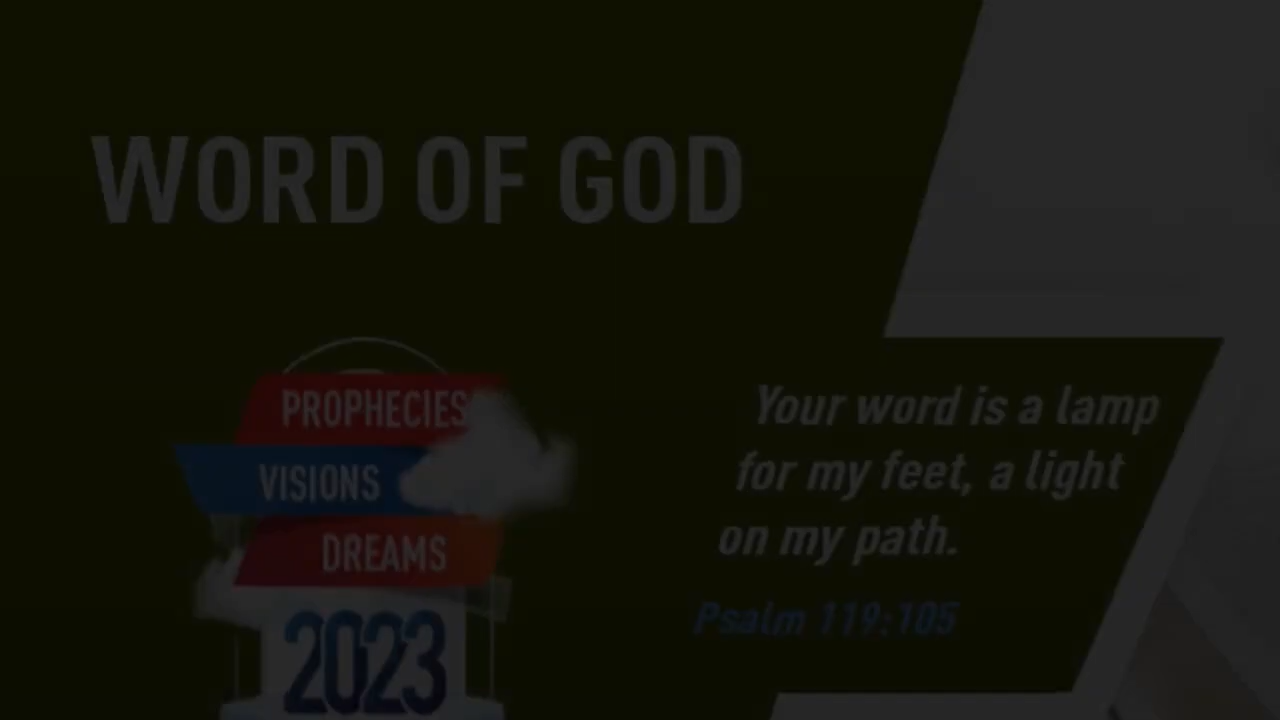 WORD OF GOD
PROPHECIES
VISIONS
DREAMS
2023
Your word is a lamp
for my feet, a light
on my path.
Psalm 119:105